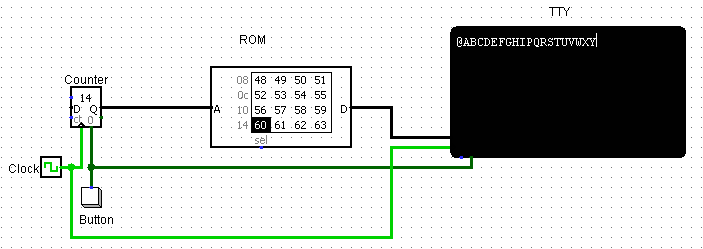 TTY
ROM
@ABCDEFGHIPQRSTUVWXY
Counter
14
D Q
ct 0
A
08 48 49 50 51
0c 52 53 54 55
10 56 57 58 59
14 60 61 62 63
D
sel
Clock
Button